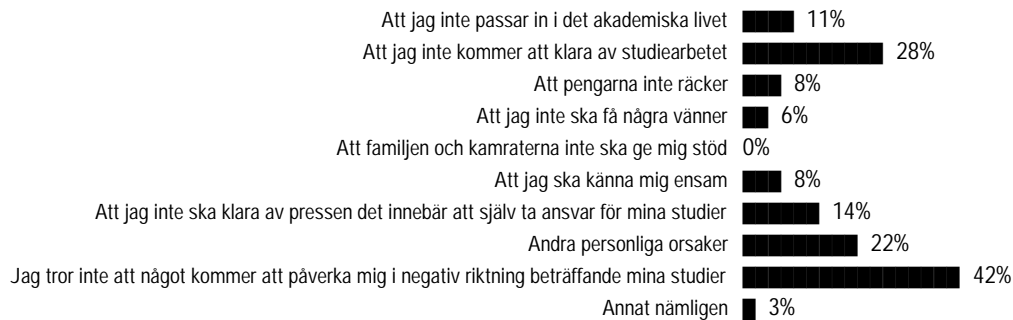 Att jag inte passar in i det akademiska livet 11%
Att jag inte kommer att klara av studiearbetet 28%
Att pengarna inte räcker 8%
Att jag inte ska få några vänner 6%
Att familjen och kamraterna inte ska ge mig stöd 0%
Att jag ska känna mig ensam 8%
Att jag inte ska klara av pressen det innebär att själv ta ansvar för mina studier 14%
Andra personliga orsaker 22%
Jag tror inte att något kommer att påverka mig i negativ riktning beträffande mina studier 42%
Annat nämligen 3%